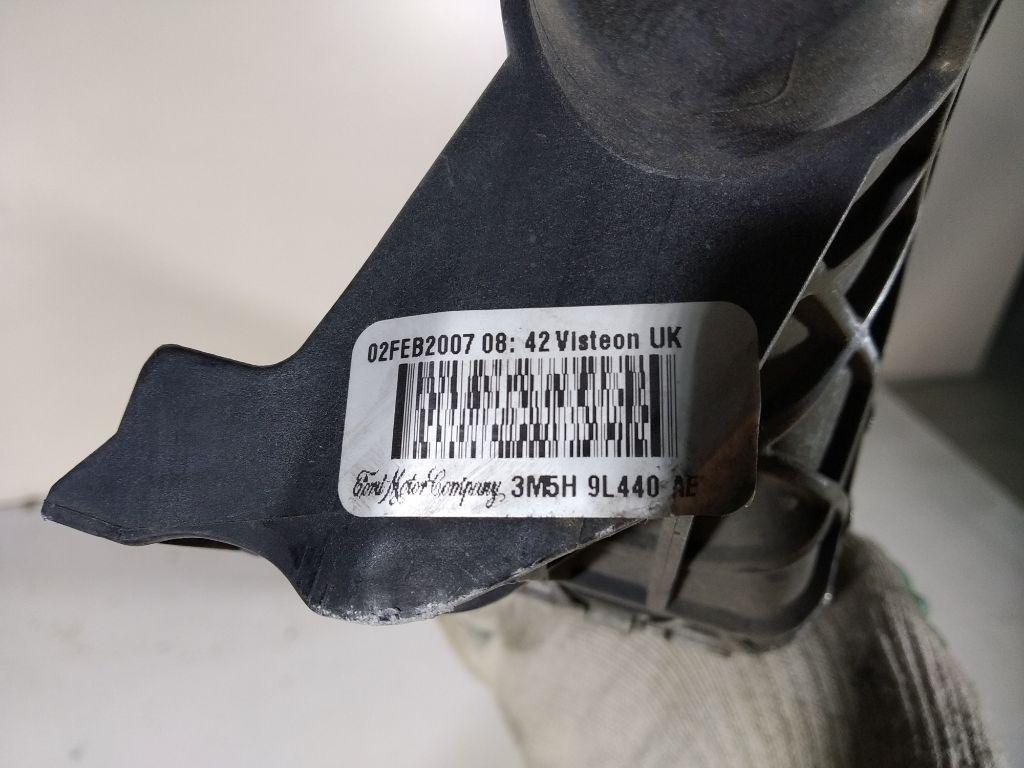 02FEB2007 08: 42 Visteon UK
Ford Motor Company 3M5H 9L440 AE